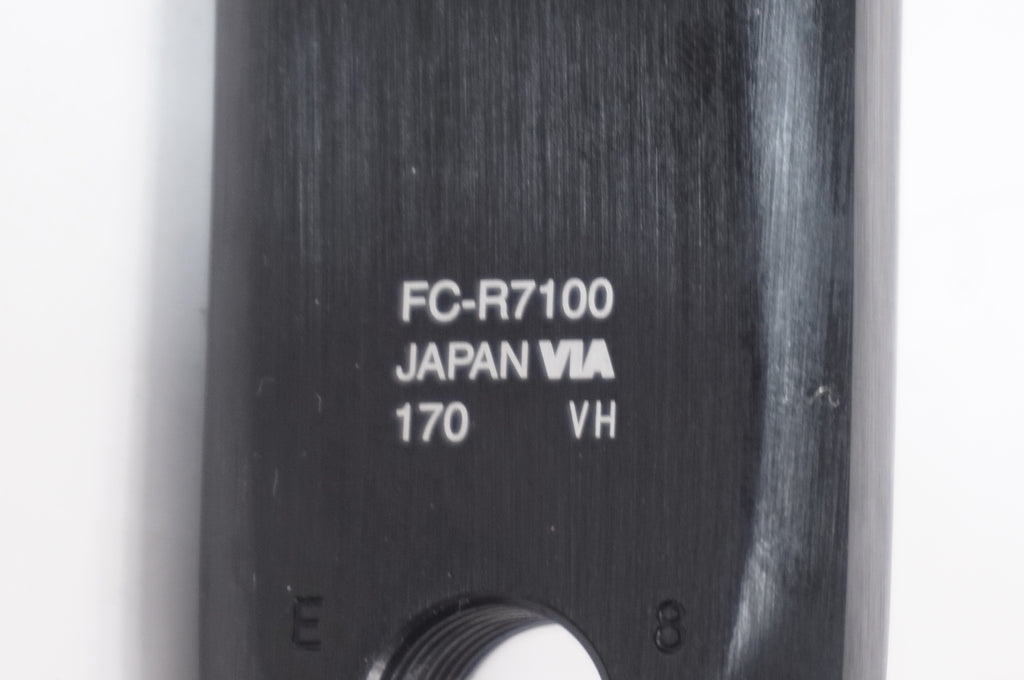 FC-R7100
JAPAN VIA
170 VH
E 8